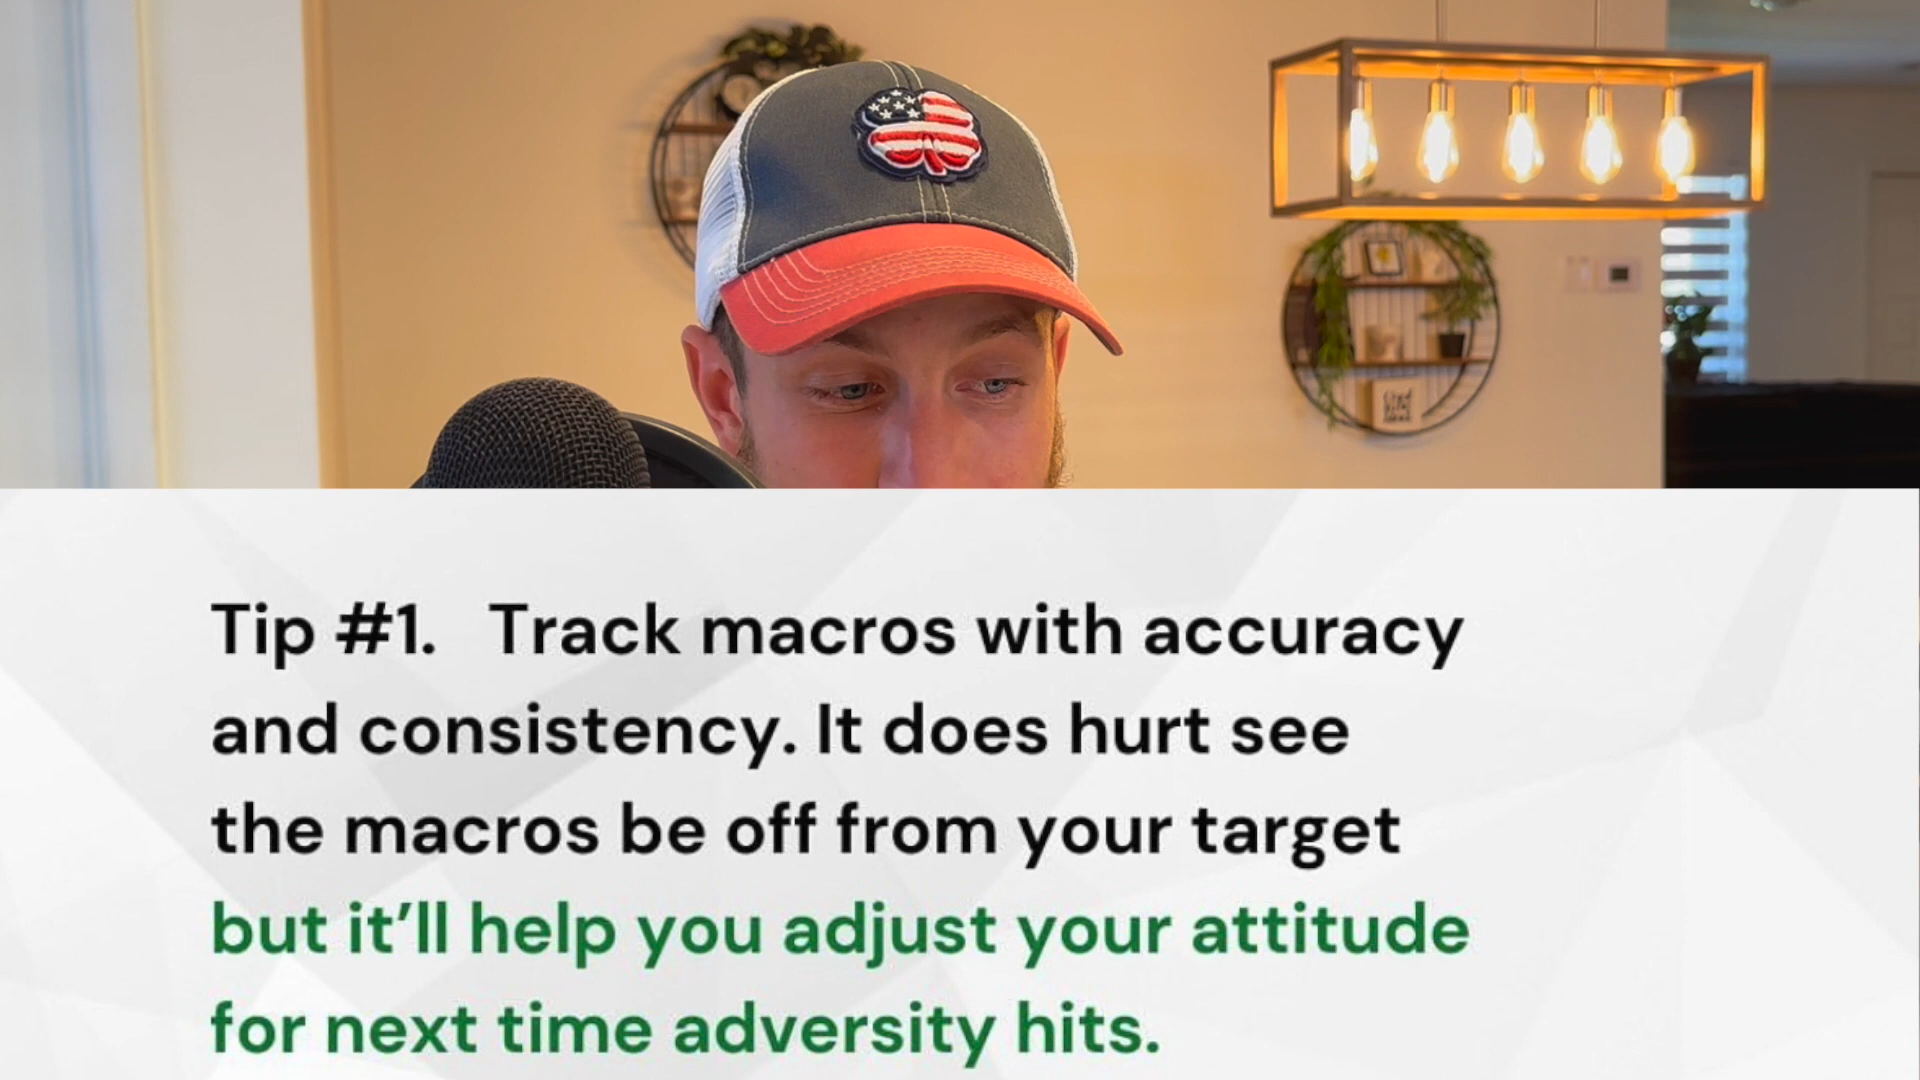 Tip #1. Track macros with accuracy
and consistency. It does hurt see
the macros be off from your target
but it'll help you adjust your attitude
for next time adversity hits.